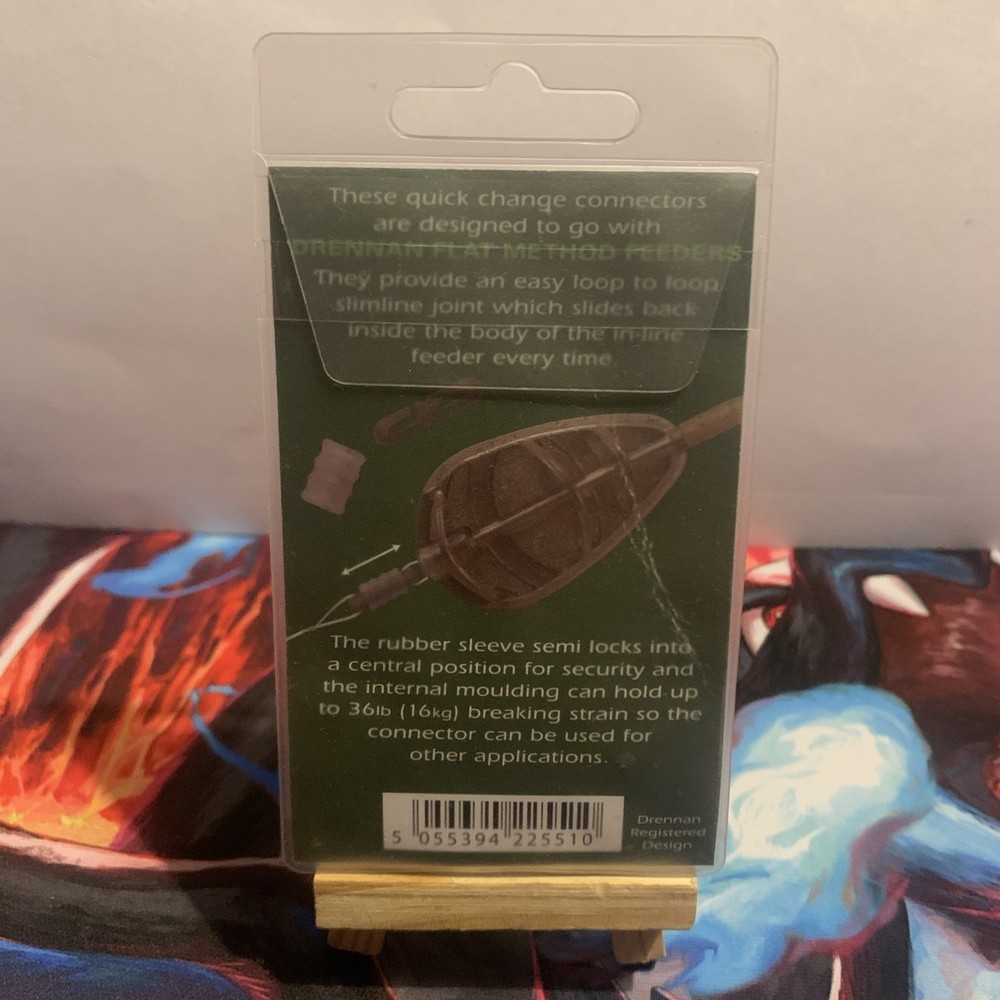 These quick change connectors
are designed to go with
DRENNAN FLAT METHOD FEEDERS
They provide an easy loop to loop
slimline joint which slides back
inside the body of the in-line
feeder every time.
The rubber sleeve semi locks into
a central position for security and
the internal moulding can hold up
to 36lb (16kg) breaking strain so the
connector can be used for
other applications.
5 055394 225510
Drennan
Registered
Design